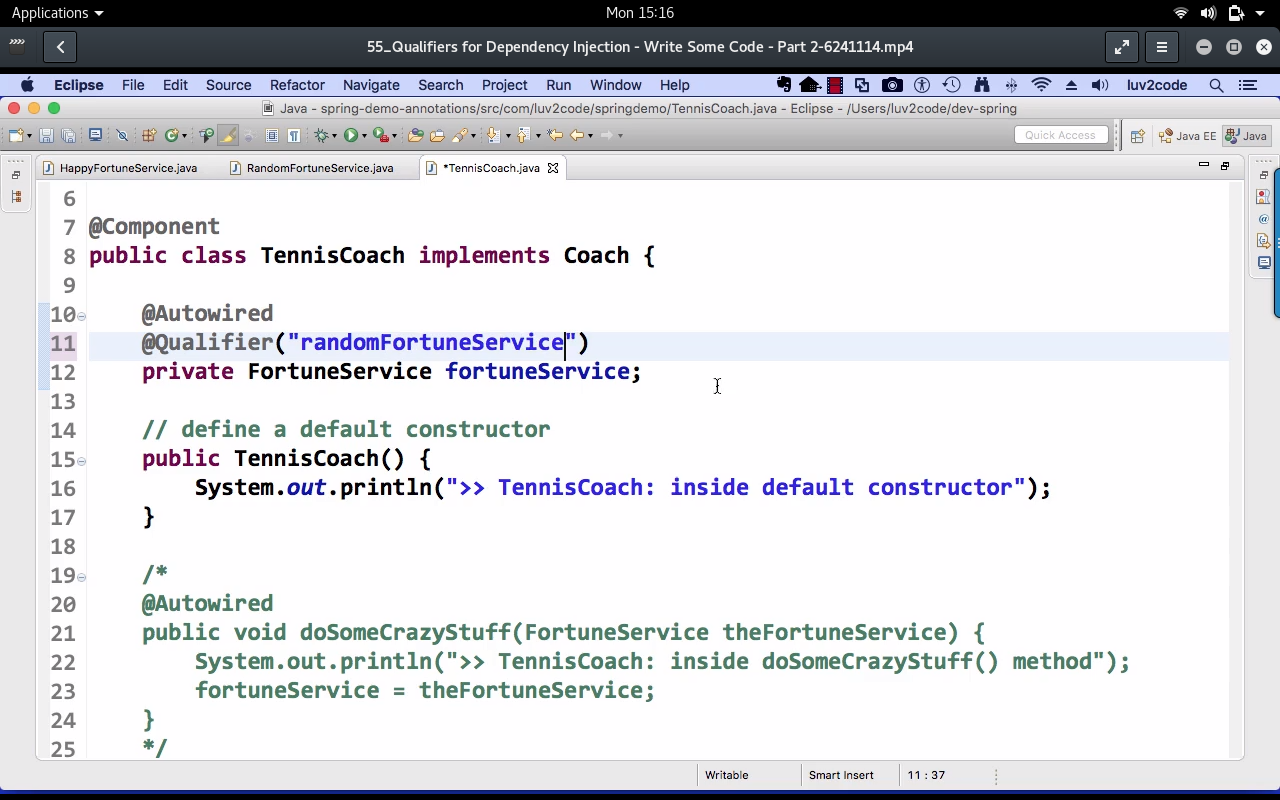 Applications
Mon 15:16
55_Qualifiers for Dependency Injection - Write Some Code - Part 2-6241114.mp4
Eclipse File Edit Source Refactor Navigate Search Project Run Window Help luv2code
Java - spring-demo-annotations/src/com/luv2code/springdemo/TennisCoach.java - Eclipse - /Users/luv2code/dev-spring
Quick Access Java EE Java
HappyFortuneService.java RandomFortuneService.java *TennisCoach.java
6
7 @Component
8 public class TennisCoach implements Coach {
9
10 @Autowired
11 @Qualifier("randomFortuneService")
12 private FortuneService fortuneService;
13
14 // define a default constructor
15 public TennisCoach() {
16 System.out.println(">> TennisCoach: inside default constructor");
17 }
18
19 /*
20 @Autowired
21 public void doSomeCrazyStuff(FortuneService theFortuneService) {
22 System.out.println(">> TennisCoach: inside doSomeCrazyStuff() method");
23 fortuneService = theFortuneService;
24 }
25 */
Writable Smart Insert 11 : 37